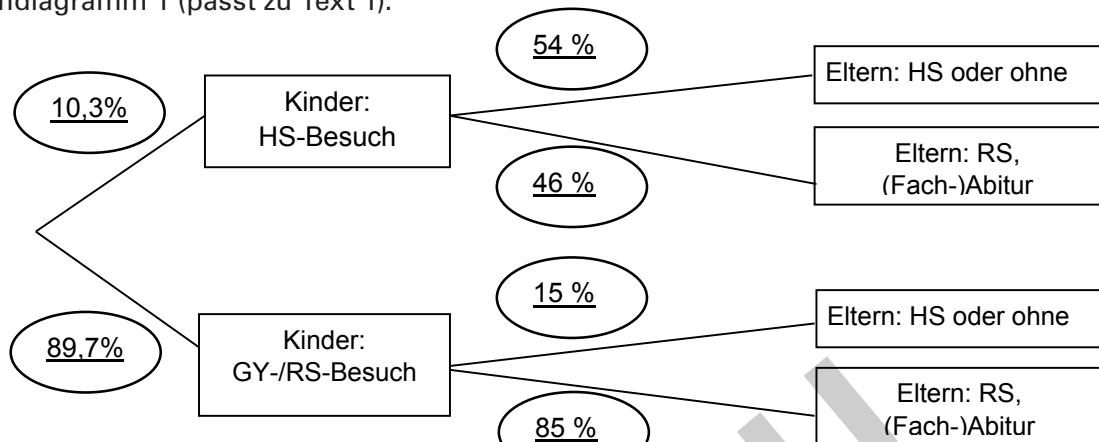 ndiagramm 1 (passt zu Text 1):
54 %
Eltern: HS oder ohne
10,3%
Kinder:
HS-Besuch
Eltern: RS,
(Fach-)Abitur
46 %
15 %
Eltern: HS oder ohne
89,7%
Kinder:
GY-/RS-Besuch
Eltern: RS,
(Fach-)Abitur
85 %